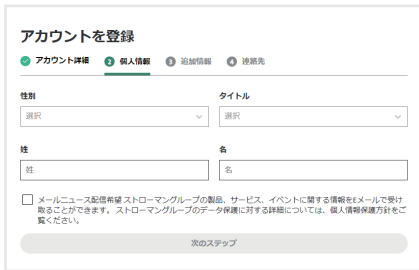 アカウントを登録
アカウント詳細 2 個人情報 3 追加情報 4 連絡先
性別 タイトル
選択 選択
姓 名
姓 名
メールニュース配信希望 ストローマングループの製品、サービス、イベントに関する情報をEメールで受け
取ることができます。 ストローマングループのデータ保護に対する詳細については、個人情報保護方針をご
覧ください。
次のステップ